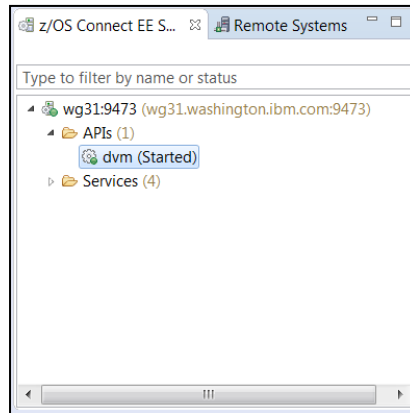 z/OS Connect EE S... Remote Systems
Type to filter by name or status
wg31:9473 (wg31.washington.ibm.com:9473)
APIs (1)
dvm (Started)
Services (4)